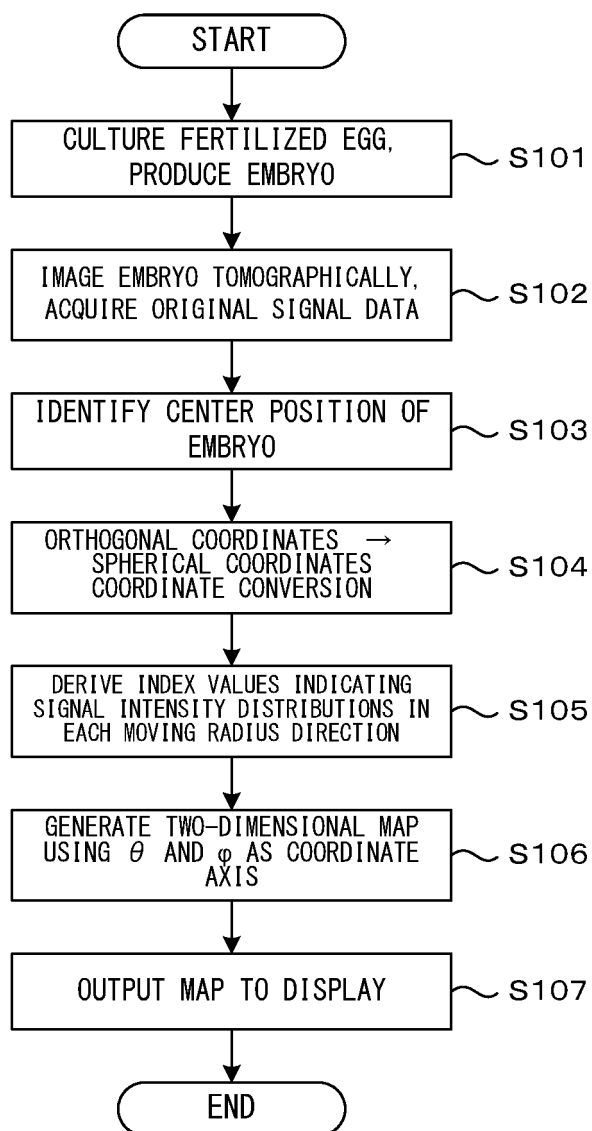 START
CULTURE FERTILIZED EGG,
PRODUCE EMBRYO
S101
IMAGE EMBRYO TOMOGRAPHICALLY,
ACQUIRE ORIGINAL SIGNAL DATA
S102
IDENTIFY CENTER POSITION OF
EMBRYO
S103
ORTHOGONAL COORDINATES →
SPHERICAL COORDINATES
COORDINATE CONVERSION
S104
DERIVE INDEX VALUES INDICATING
SIGNAL INTENSITY DISTRIBUTIONS IN
EACH MOVING RADIUS DIRECTION
S105
GENERATE TWO-DIMENSIONAL MAP
USING θ AND φ AS COORDINATE
AXIS
S106
OUTPUT MAP TO DISPLAY
S107
END